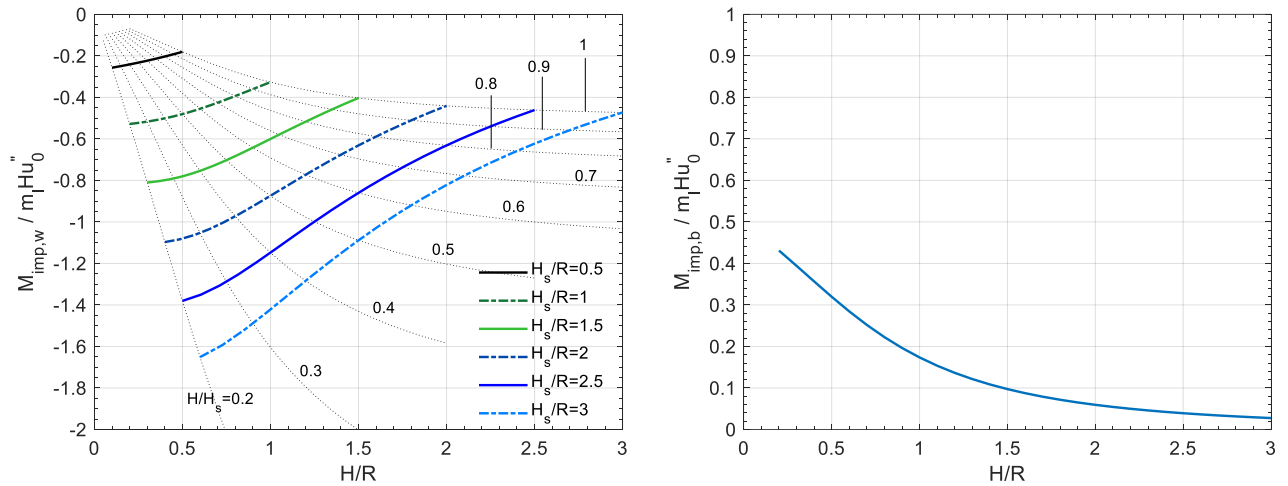 0
-0.2
-0.4
-0.6
-0.8
-1
-1.2
-1.4
-1.6
-1.8
-2
M_imp,w / m_l Hu''_0
1
0.9
0.8
0.7
0.6
0.5
0.4
0.3
H/H_s=0.2
H_s/R=0.5
H_s/R=1
H_s/R=1.5
H_s/R=2
H_s/R=2.5
H_s/R=3
0 0.5 1 1.5 2 2.5 3
H/R
1
0.9
0.8
0.7
0.6
0.5
0.4
0.3
0.2
0.1
0
M_imp,b / m_l Hu''_0
0 0.5 1 1.5 2 2.5 3
H/R